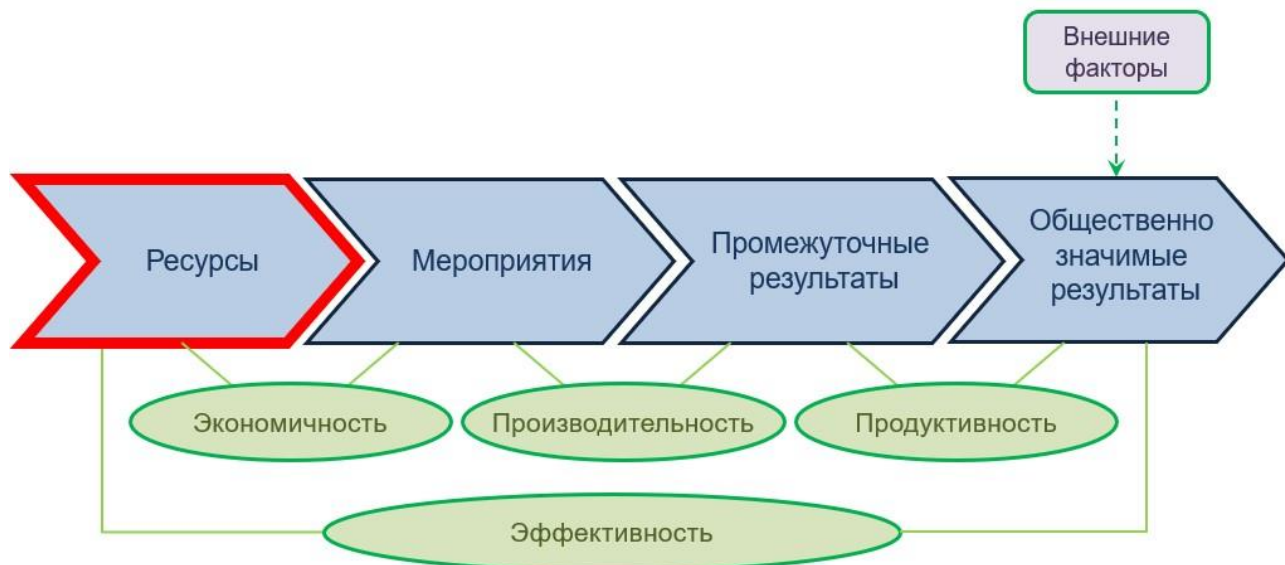 Внешние
факторы
Ресурсы
Мероприятия
Промежуточные
результаты
Общественно
значимые
результаты
Экономичность
Производительность
Продуктивность
Эффективность